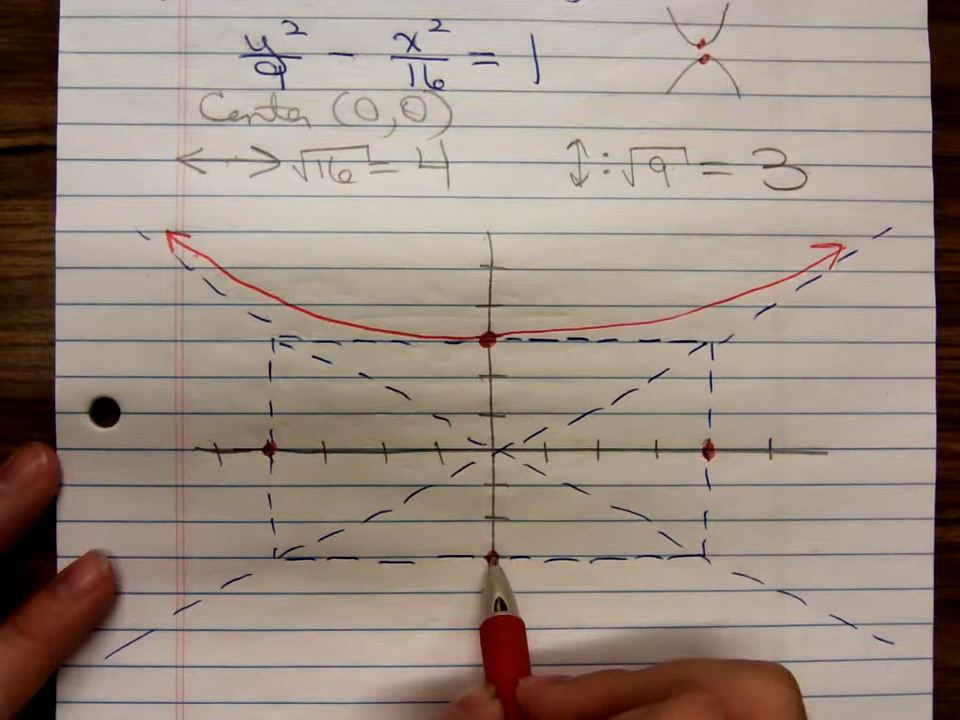 y²/9 - x²/16 = 1
Center (0,0)
↔ √16 = 4 ↕: √9 = 3